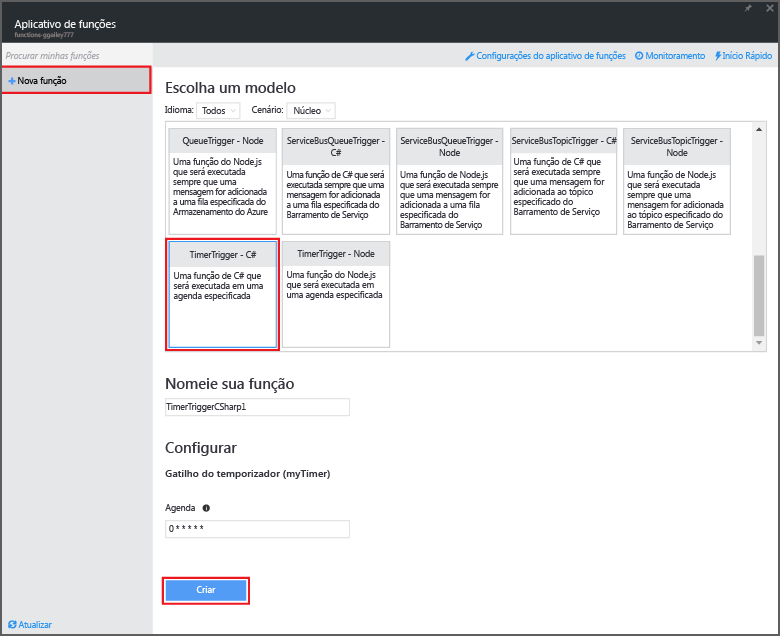 Aplicativo de funções
functions-ggailey777
Procurar minhas funções
Configurações do aplicativo de funções
Monitoramento
Início Rápido
+ Nova função
Escolha um modelo
Idioma: Todos
Cenário: Núcleo
QueueTrigger - Node
Uma função do Node.js
que será executada
sempre que uma
mensagem for adicionada
a uma fila especificada do
Armazenamento do Azure
ServiceBusQueueTrigger -
C#
Uma função de C# que será
executada sempre que uma
mensagem for adicionada
a uma fila especificada do
Barramento de Serviço
ServiceBusQueueTrigger -
Node
Uma função de Node.js
que será executada sempre
que uma mensagem for
adicionada a uma fila
especificada do
Barramento de Serviço
ServiceBusTopicTrigger - C#
Uma função de C# que
será executada sempre
que uma mensagem for
adicionada ao tópico
especificado do
Barramento de Serviço
ServiceBusTopicTrigger -
Node
Uma função de Node.js
que será executada
sempre que uma
mensagem for adicionada
ao tópico especificado do
Barramento de Serviço
TimerTrigger - C#
Uma função de C# que
será executada em uma
agenda especificada
TimerTrigger - Node
Uma função do Node.js
que será executada em
uma agenda especificada
Nomeie sua função
TimerTriggerCSharp1
Configurar
Gatilho do temporizador (myTimer)
Agenda
0 * * * * *
Criar
Atualizar